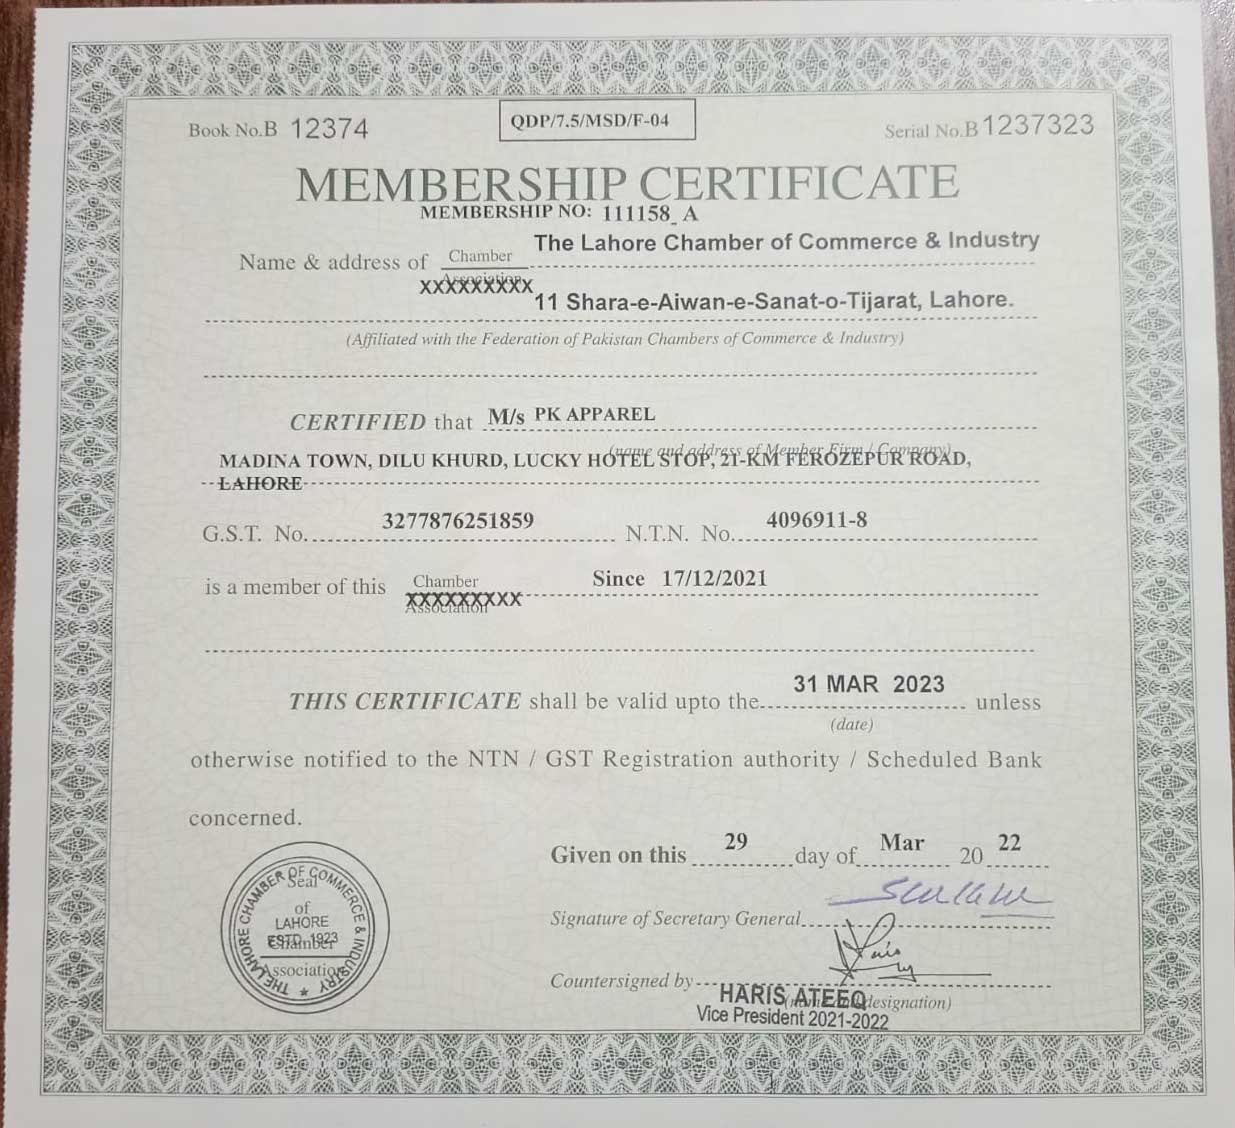 Book No.B 12374
QDP/7.5/MSD/F-04
Serial No.B 1237323
MEMBERSHIP CERTIFICATE
MEMBERSHIP NO: 111158_A
Name & address of Chamber The Lahore Chamber of Commerce & Industry
Association
XXXXXXXXX
11 Shara-e-Aiwan-e-Sanat-o-Tijarat, Lahore.
(Affiliated with the Federation of Pakistan Chambers of Commerce & Industry)
CERTIFIED that M/s PK APPAREL
(name and address of Member Firm / Company)
MADINA TOWN, DILU KHURD, LUCKY HOTEL STOP, 21-KM FEROZEPUR ROAD,
LAHORE
G.S.T. No. 3277876251859 N.T.N. No. 4096911-8
is a member of this Chamber Since 17/12/2021
XXXXXXXXX
Association
THIS CERTIFICATE shall be valid upto the 31 MAR 2023 unless
(date)
otherwise notified to the NTN / GST Registration authority / Scheduled Bank
concerned.
Given on this 29 day of Mar 20 22
Signature of Secretary General
Countersigned by
HARIS ATEEQ
designation)
Vice President 2021-2022
THE LAHORE CHAMBER OF COMMERCE & INDUSTRY
Seal
of
LAHORE
ESTD. 1923
Chamber
Association